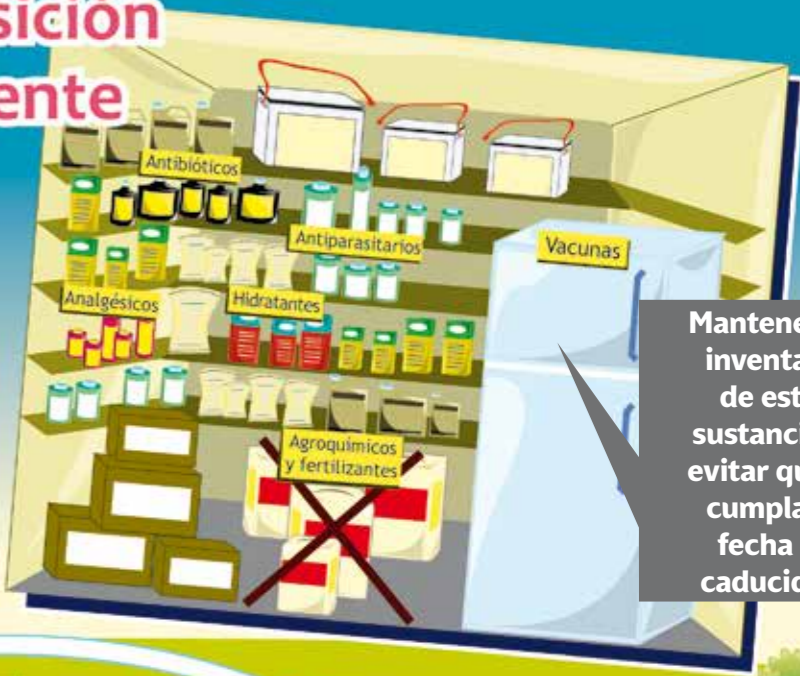 sición
ente
Antibióticos
Antiparasitarios
Vacunas
Analgésicos
Hidratantes
Agroquímicos
y fertilizantes
Mantene
inventa
de est
sustanci
evitar qu
cumpla
fecha
caducid